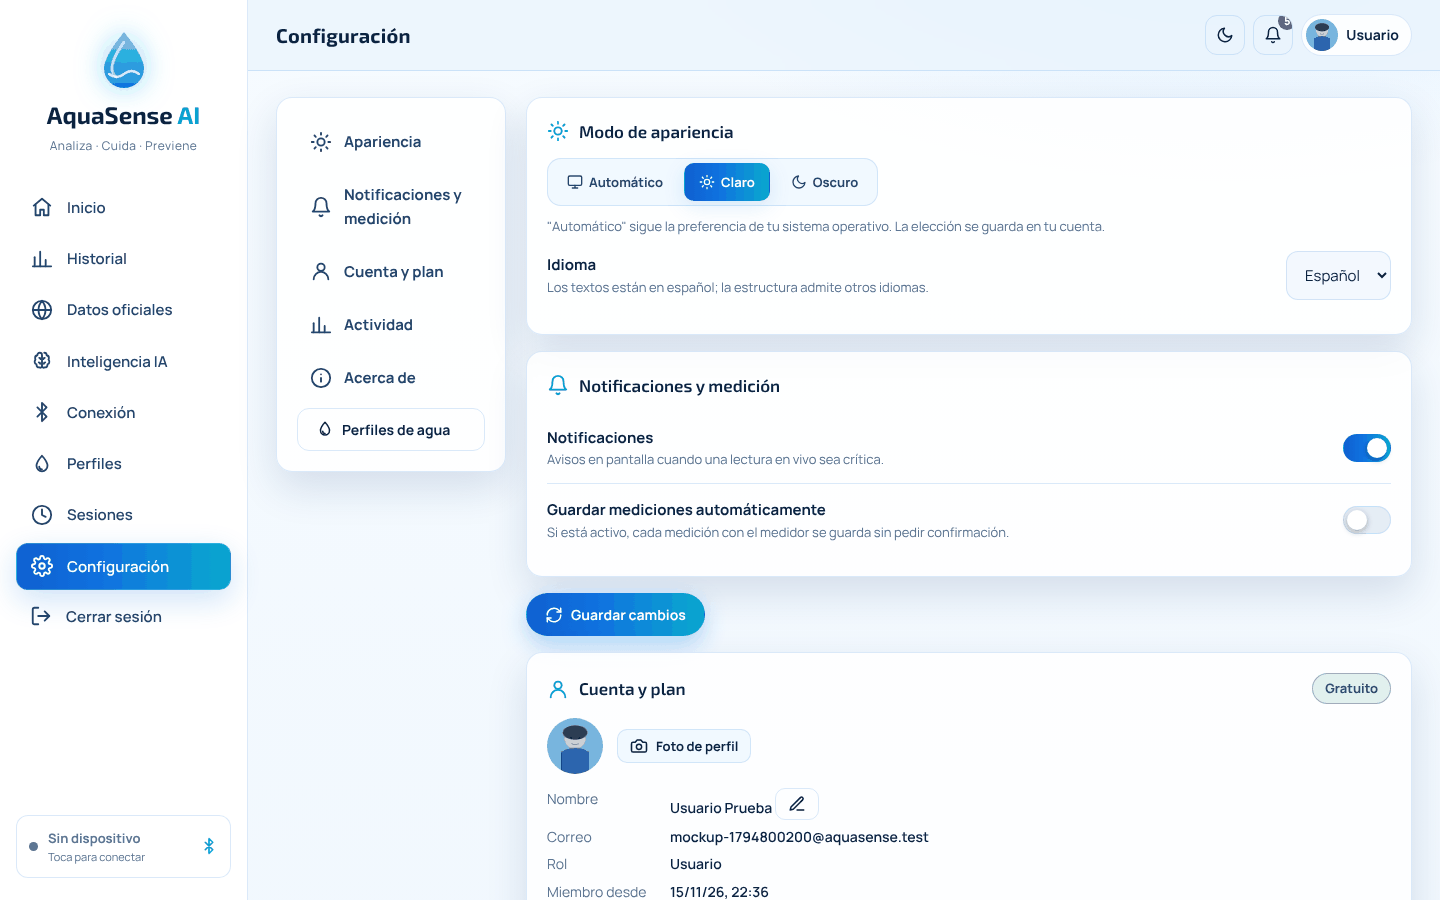 AquaSense AI
Analiza · Cuida · Previene
Inicio
Historial
Datos oficiales
Inteligencia IA
Conexión
Perfiles
Sesiones
Configuración
Cerrar sesión
Sin dispositivo
Toca para conectar
Configuración
5
Usuario
Apariencia
Notificaciones y
medición
Cuenta y plan
Actividad
Acerca de
Perfiles de agua
Modo de apariencia
Automático
Claro
Oscuro
"Automático" sigue la preferencia de tu sistema operativo. La elección se guarda en tu cuenta.
Idioma
Los textos están en español; la estructura admite otros idiomas.
Español
Notificaciones y medición
Notificaciones
Avisos en pantalla cuando una lectura en vivo sea crítica.
Guardar mediciones automáticamente
Si está activo, cada medición con el medidor se guarda sin pedir confirmación.
Guardar cambios
Cuenta y plan
Gratuito
Foto de perfil
Nombre
Usuario Prueba
Correo
mockup-1794800200@aquasense.test
Rol
Usuario
Miembro desde
15/11/26, 22:36